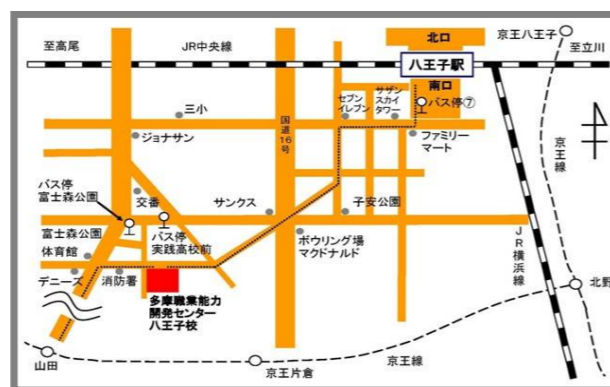 北口
京王八王子
至高尾
JR中央線
八王子駅
至立川
南口
バス停⑦
セブン
イレブン
サザン
スカイ
タワー
三小
国道16号
ジョナサン
ファミリー
マート
京王線
バス停
富士森公園
交番
サンクス
子安公園
富士森公園
バス停
実践高校前
ボウリング場
マクドナルド
JR横浜線
体育館
デニーズ
消防署
多摩職業能力
開発センター
八王子校
北野
山田
京王片倉
京王線